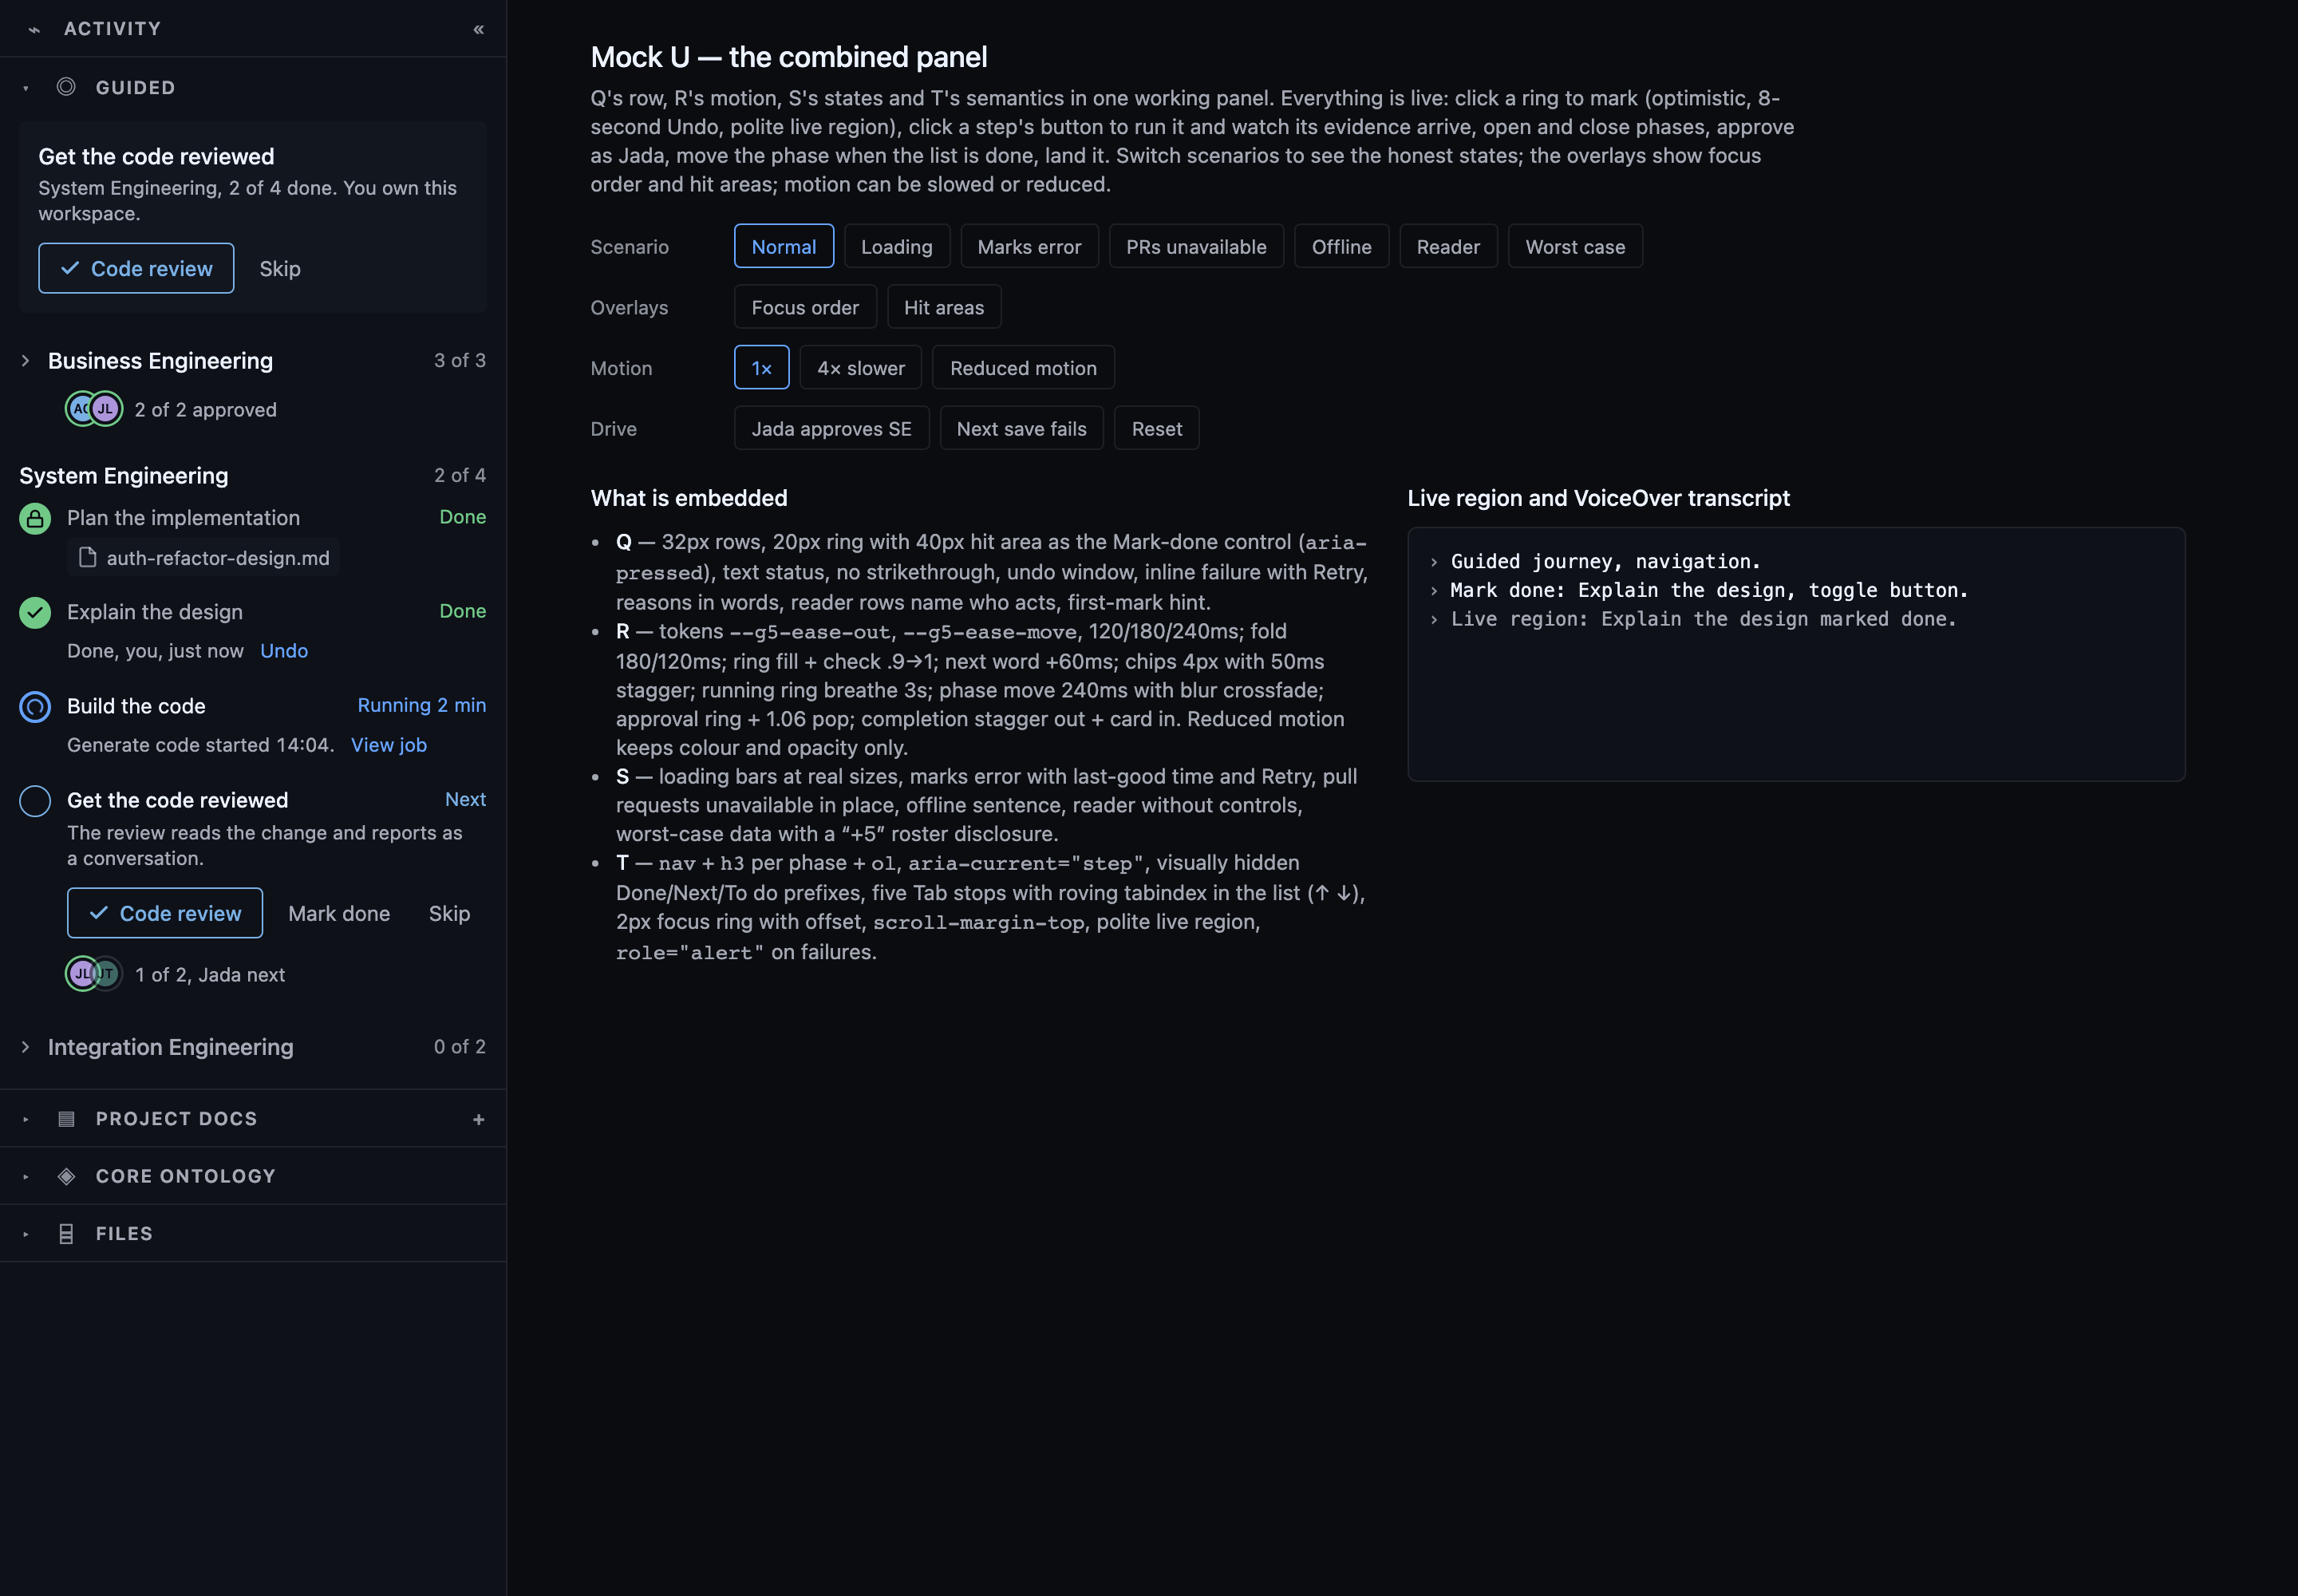 ACTIVITY
«
GUIDED
Get the code reviewed
System Engineering, 2 of 4 done. You own this
workspace.
Code review
Skip
Business Engineering
3 of 3
JL
2 of 2 approved
System Engineering
2 of 4
Plan the implementation
Done
auth-refactor-design.md
Explain the design
Done
Done, you, just now
Undo
Build the code
Running 2 min
Generate code started 14:04.
View job
Get the code reviewed
Next
The review reads the change and reports as
a conversation.
Code review
Mark done
Skip
JL
JT
1 of 2, Jada next
Integration Engineering
0 of 2
PROJECT DOCS
+
CORE ONTOLOGY
FILES
Mock U — the combined panel
Q's row, R's motion, S's states and T's semantics in one working panel. Everything is live: click a ring to mark (optimistic, 8-
second Undo, polite live region), click a step's button to run it and watch its evidence arrive, open and close phases, approve
as Jada, move the phase when the list is done, land it. Switch scenarios to see the honest states; the overlays show focus
order and hit areas; motion can be slowed or reduced.
Scenario
Normal
Loading
Marks error
PRs unavailable
Offline
Reader
Worst case
Overlays
Focus order
Hit areas
Motion
1×
4× slower
Reduced motion
Drive
Jada approves SE
Next save fails
Reset
What is embedded
• Q — 32px rows, 20px ring with 40px hit area as the Mark-done control (aria-
pressed), text status, no strikethrough, undo window, inline failure with Retry,
reasons in words, reader rows name who acts, first-mark hint.
• R — tokens --g5-ease-out, --g5-ease-move, 120/180/240ms; fold
180/120ms; ring fill + check .9→1; next word +60ms; chips 4px with 50ms
stagger; running ring breathe 3s; phase move 240ms with blur crossfade;
approval ring + 1.06 pop; completion stagger out + card in. Reduced motion
keeps colour and opacity only.
• S — loading bars at real sizes, marks error with last-good time and Retry, pull
requests unavailable in place, offline sentence, reader without controls,
worst-case data with a “+5” roster disclosure.
• T — nav + h3 per phase + ol, aria-current="step", visually hidden
Done/Next/To do prefixes, five Tab stops with roving tabindex in the list (↑ ↓),
2px focus ring with offset, scroll-margin-top, polite live region,
role="alert" on failures.
Live region and VoiceOver transcript
› Guided journey, navigation.
› Mark done: Explain the design, toggle button.
› Live region: Explain the design marked done.